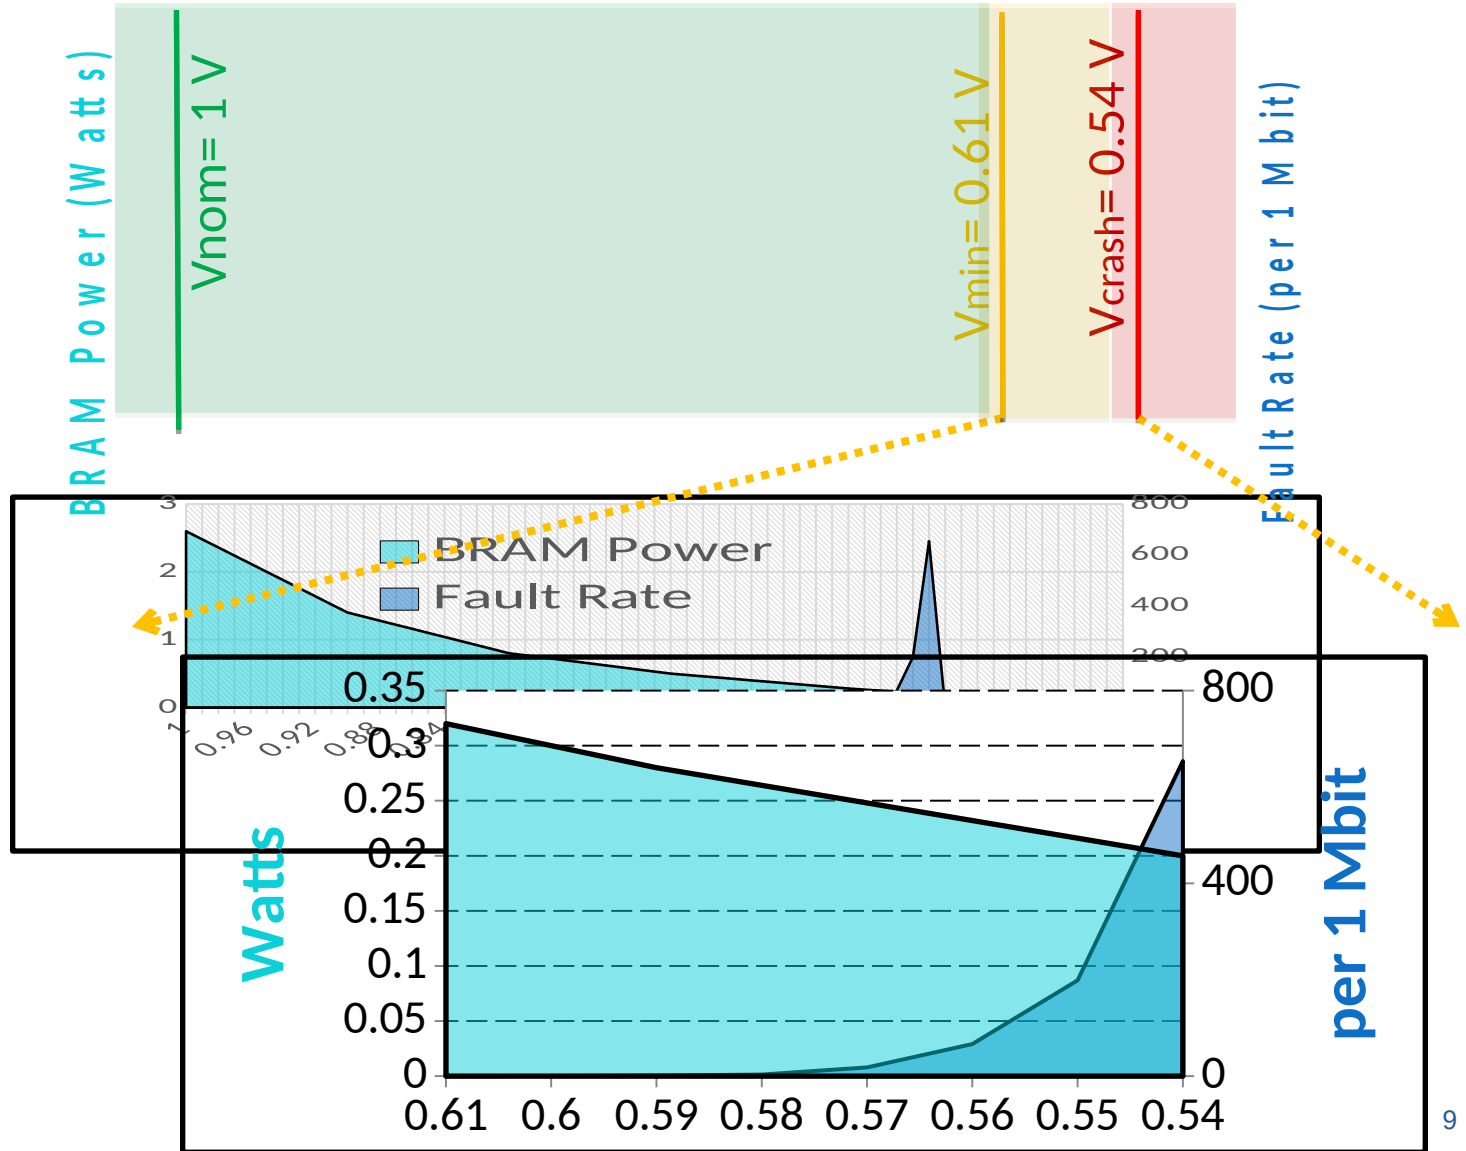 BRAM Power (Watts)
Vnom= 1 V
Vmin= 0.61 V
Vcrash= 0.54 V
Fault Rate (per 1 Mbit)
3
2
1
0
800
600
400
200
BRAM Power
Fault Rate
1
0.96
0.92
0.88
0.84
Watts
0.35
0.3
0.25
0.2
0.15
0.1
0.05
0
800
400
0
per 1 Mbit
0.61 0.6 0.59 0.58 0.57 0.56 0.55 0.54
9